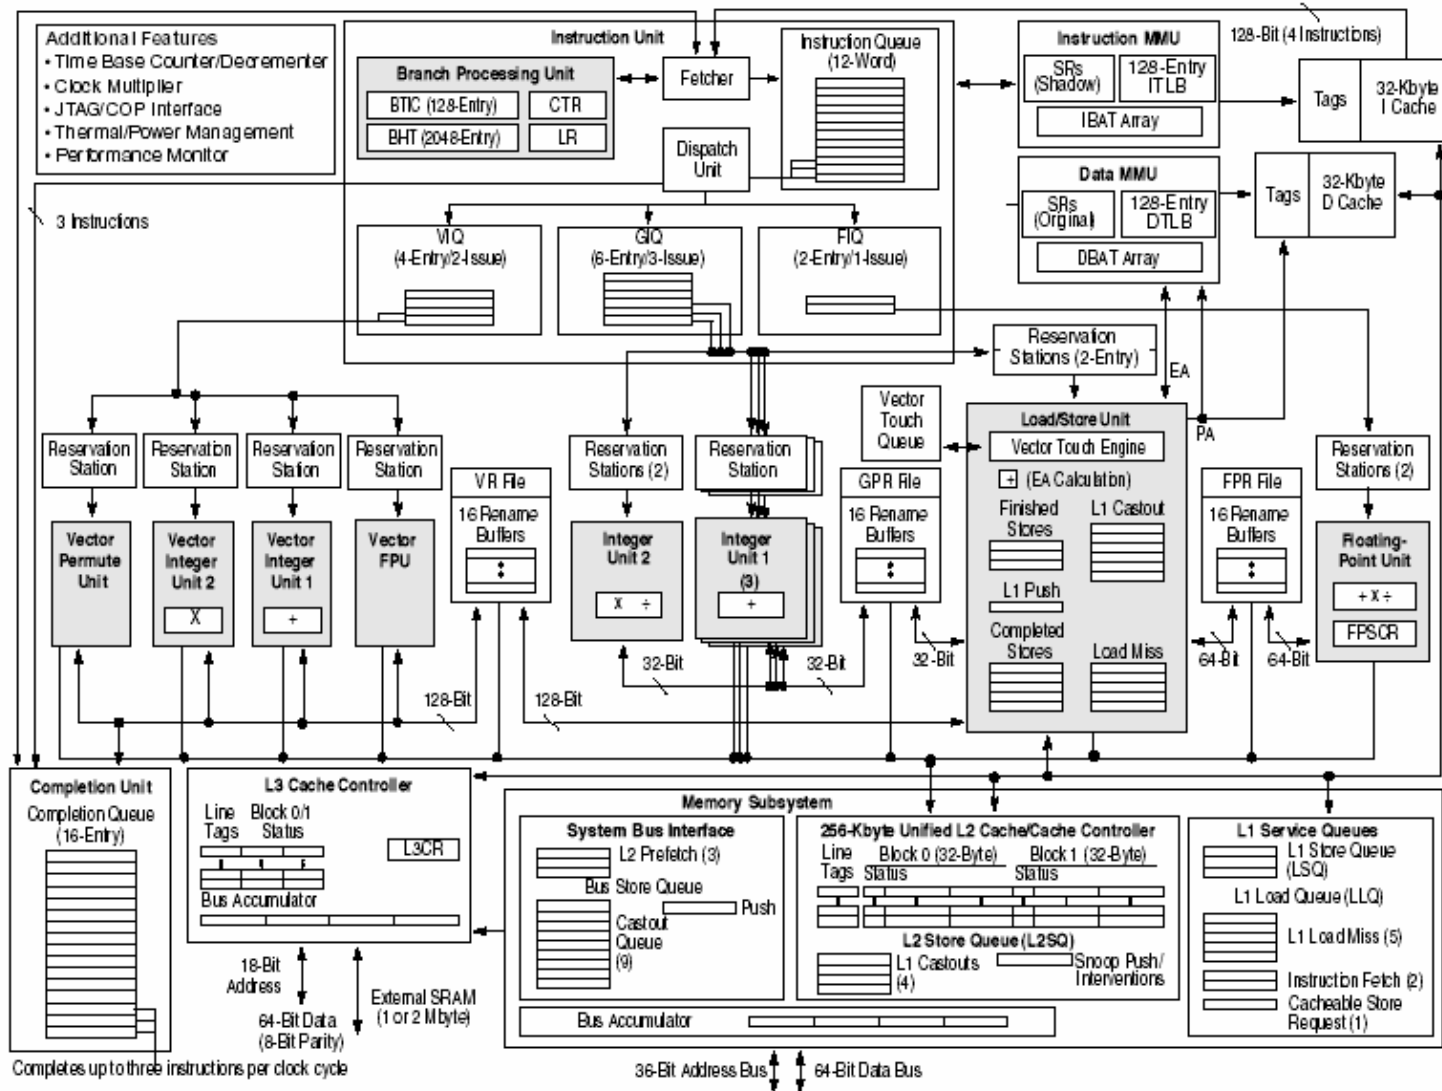 Additional Features
• Time Base Counter/Decrementer
• Clock Multiplier
• JTAG/COP Interface
• Thermal/Power Management
• Performance Monitor
Instruction Unit
Branch Processing Unit
BTIC (128-Entry)
CTR
BHT (2048-Entry)
LR
Fetcher
Dispatch
Unit
Instruction Queue
(12-Word)
Instruction MMU
SRs
(Shadow)
128-Entry
ITLB
IBAT Array
128-Bit (4 Instructions)
Tags
32-Kbyte
I Cache
Data MMU
SRs
(Orginal)
128-Entry
DTLB
DBAT Array
Tags
32-Kbyte
D Cache
3 Instructions
VIQ
(4-Entry/2-Issue)
GIQ
(6-Entry/3-Issue)
FIQ
(2-Entry/1-Issue)
Reservation
Stations (2-Entry)
EA
PA
Vector
Touch
Queue
Load/Store Unit
Vector Touch Engine
+
(EA Calculation)
Finished
Stores
L1 Castout
L1 Push
Completed
Stores
Load Miss
Reservation
Station
Reservation
Station
Reservation
Station
Reservation
Station
VR File
16 Rename
Buffers
Reservation
Stations (2)
Reservation
Station
GPR File
16 Rename
Buffers
FPR File
16 Rename
Buffers
Reservation
Stations (2)
Vector
Permute
Unit
Vector
Integer
Unit 2
X
Vector
Integer
Unit 1
+
Vector
FPU
Integer
Unit 2
x ÷
Integer
Unit 1
(3)
+
Floating-
Point Unit
+ x ÷
FPSCR
32-Bit
32-Bit
32-Bit
64-Bit
64-Bit
128-Bit
128-Bit
Completion Unit
Completion Queue
(16-Entry)
Completes up to three instructions per clock cycle
L3 Cache Controller
Line
Tags
Block 0/1
Status
L3CR
Bus Accumulator
18-Bit
Address
64-Bit Data
(8-Bit Parity)
External SRAM
(1 or 2 Mbyte)
Memory Subsystem
System Bus Interface
L2 Prefetch (3)
Bus Store Queue
Castout
Queue
(9)
Push
256-Kbyte Unified L2 Cache/Cache Controller
Line
Tags
Block 0 (32-Byte)
Status
Block 1 (32-Byte)
Status
L2 Store Queue (L2SQ)
L1 Castouts
(4)
Snoop Push/
Interventions
L1 Service Queues
L1 Store Queue
(LSQ)
L1 Load Queue (LLQ)
L1 Load Miss (5)
Instruction Fetch (2)
Cacheable Store
Request (1)
Bus Accumulator
36-Bit Address Bus
64-Bit Data Bus